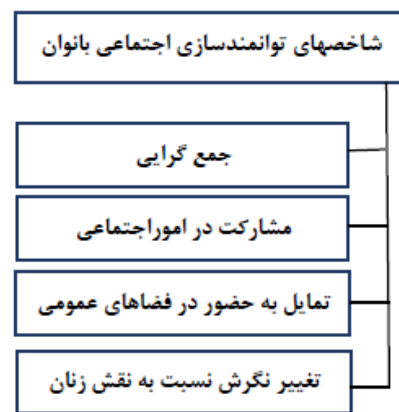 شاخصهای توانمندسازی اجتماعی بانوان
جمع گرایی
مشارکت در اموراجتماعی
تمایل به حضور در فضاهای عمومی
تغییر نگرش نسبت به نقش زنان